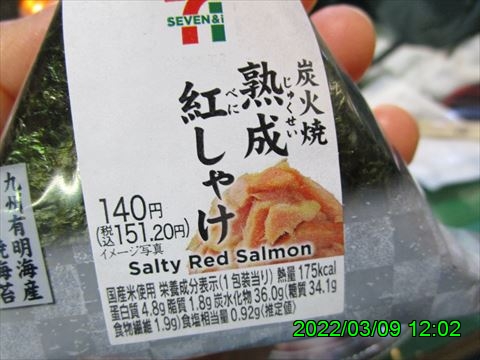 7
SEVEN&i
炭火焼
熟成
じゅくせい
紅しゃけ
べに
140円
(税込151.20円)
イメージ写真
Salty Red Salmon
国産米使用 栄養成分表示(1包装当り) 熱量175kcal
蛋白質4.8g 脂質1.8g 炭水化物36.0g(糖質34.1g
食物繊維1.9g) 食塩相当量0.92g(推定値)
九州有明海産
焼海苔
2022/03/09 12:02